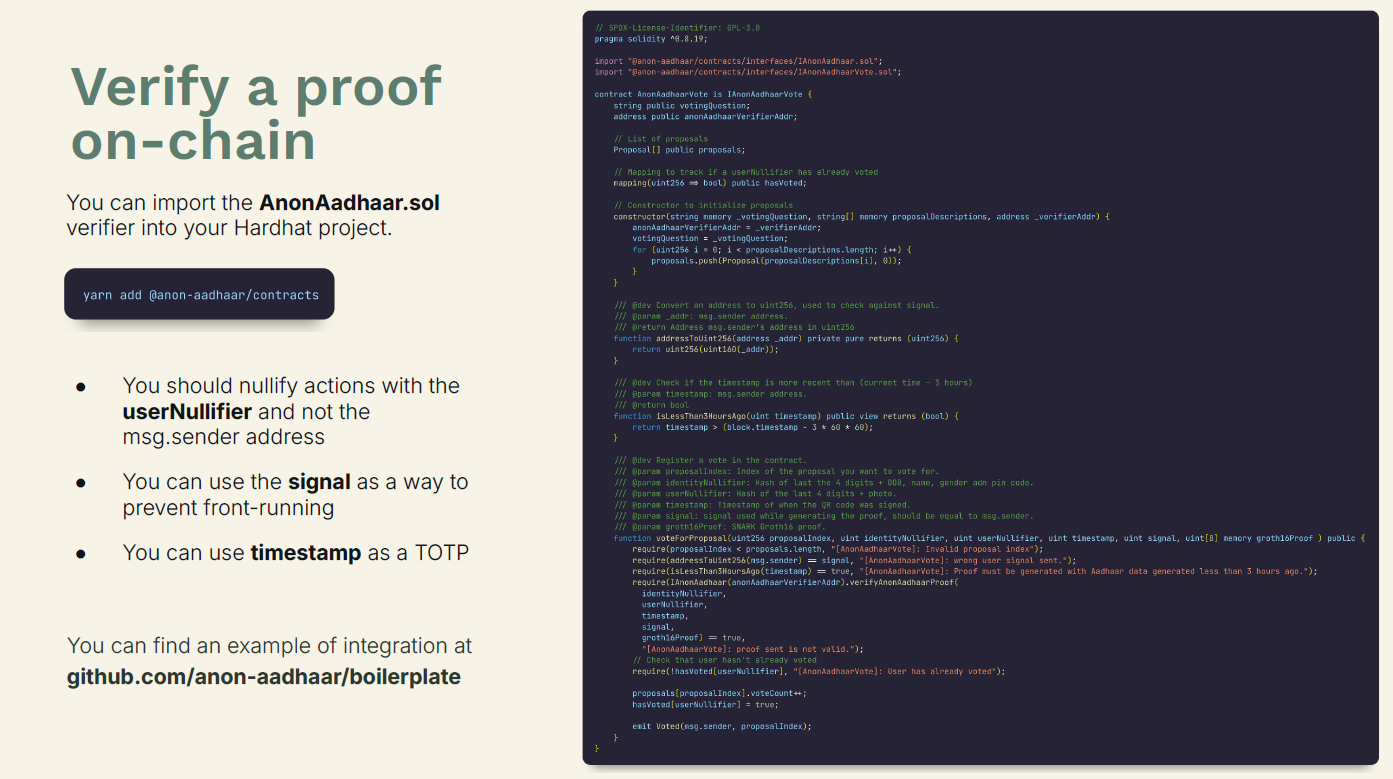 Verify a proof
on-chain
You can import the AnonAadhaar.sol
verifier into your Hardhat project.
yarn add @anon-aadhaar/contracts
● You should nullify actions with the
userNullifier and not the
msg.sender address
● You can use the signal as a way to
prevent front-running
● You can use timestamp as a TOTP
You can find an example of integration at
github.com/anon-aadhaar/boilerplate
// SPDX-License-Identifier: GPL-3.0
pragma solidity ^0.8.19;
import "@anon-aadhaar/contracts/interfaces/IAnonAadhaar.sol";
import "@anon-aadhaar/contracts/interfaces/IAnonAadhaarVote.sol";
contract AnonAadhaarVote is IAnonAadhaarVote {
string public votingQuestion;
address public anonAadhaarVerifierAddr;
// List of proposals
Proposal[] public proposals;
// Mapping to track if a userNullifier has already voted
mapping(uint256 => bool) public hasVoted;
// Constructor to initialize proposals
constructor(string memory _votingQuestion, string[] memory proposalDescriptions, address _verifierAddr) {
anonAadhaarVerifierAddr = _verifierAddr;
votingQuestion = _votingQuestion;
for (uint256 i = 0; i < proposalDescriptions.length; i++) {
proposals.push(Proposal(proposalDescriptions[i], 0));
}
}
/// @dev Convert an address to uint256, used to check against signal.
/// @param _addr: msg.sender address.
/// @return Address msg.sender's address in uint256
function addressToUint256(address _addr) private pure returns (uint256) {
return uint256(uint160(_addr));
}
/// @dev Check if the timestamp is more recent than (current time - 3 hours)
/// @param timestamp: msg.sender address.
/// @return bool
function isLessThan3HoursAgo(uint timestamp) public view returns (bool) {
return timestamp > (block.timestamp - 3 * 60 * 60);
}
/// @dev Register a vote in the contract.
/// @param proposalIndex: Index of the proposal you want to vote for.
/// @param identityNullifier: Hash of last the 4 digits + DOB, name, gender adn pin code.
/// @param userNullifier: Hash of the last 4 digits + photo.
/// @param timestamp: Timestamp of when the QR code was signed.
/// @param signal: signal used while generating the proof, should be equal to msg.sender.
/// @param groth16Proof: SNARK Groth16 proof.
function voteForProposal(uint256 proposalIndex, uint identityNullifier, uint userNullifier, uint timestamp, uint signal, uint[8] memory groth16Proof ) public {
require(proposalIndex < proposals.length, "[AnonAadhaarVote]: Invalid proposal index");
require(addressToUint256(msg.sender) == signal, "[AnonAadhaarVote]: wrong user signal sent.");
require(isLessThan3HoursAgo(timestamp) == true, "[AnonAadhaarVote]: Proof must be generated with Aadhaar data generated less than 3 hours ago.");
require(IAnonAadhaar(anonAadhaarVerifierAddr).verifyAnonAadhaarProof(
identityNullifier,
userNullifier,
timestamp,
signal,
groth16Proof) == true,
"[AnonAadhaarVote]: proof sent is not valid.");
// Check that user hasn't already voted
require(!hasVoted[userNullifier], "[AnonAadhaarVote]: User has already voted");
proposals[proposalIndex].voteCount++;
hasVoted[userNullifier] = true;
emit Voted(msg.sender, proposalIndex);
}
}